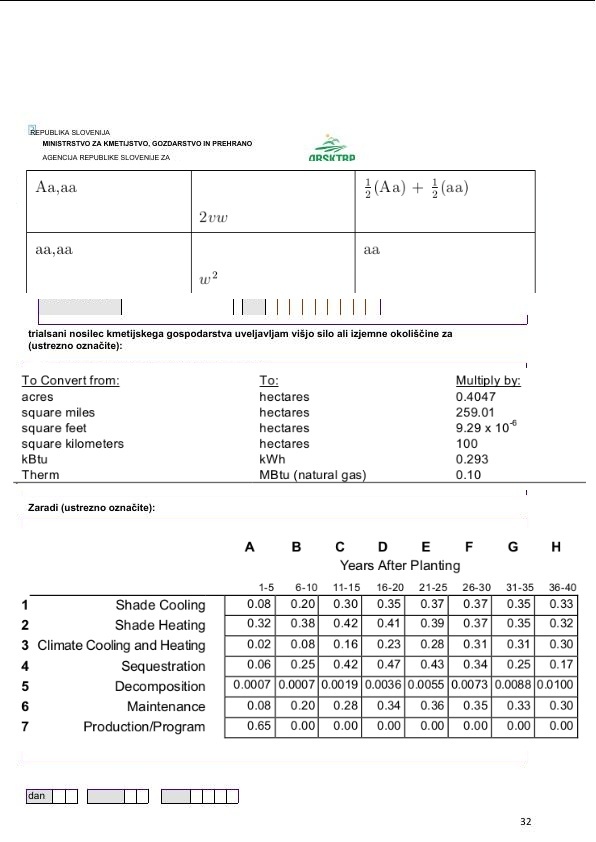 REPUBLIKA SLOVENIJA
MINISTRSTVO ZA KMETIJSTVO, GOZDARSTVO IN PREHRANO
AGENCIJA REPUBLIKE SLOVENIJE ZA
ARSKTRP
Aa,aa 2vw ½(Aa) + ½(aa)
aa,aa w² aa
trialsani nosilec kmetijskega gospodarstva uveljavljam višjo silo ali izjemne okoliščine za
(ustrezno označite):
To Convert from: To: Multiply by:
acres hectares 0.4047
square miles hectares 259.01
square feet hectares 9.29 x 10⁻⁶
square kilometers hectares 100
kBtu kWh 0.293
Therm MBtu (natural gas) 0.10
Zaradi (ustrezno označite):
A B C D E F G H
Years After Planting
1-5 6-10 11-15 16-20 21-25 26-30 31-35 36-40
1 Shade Cooling 0.08 0.20 0.30 0.35 0.37 0.37 0.35 0.33
2 Shade Heating 0.32 0.38 0.42 0.41 0.39 0.37 0.35 0.32
3 Climate Cooling and Heating 0.02 0.08 0.16 0.23 0.28 0.31 0.31 0.30
4 Sequestration 0.06 0.25 0.42 0.47 0.43 0.34 0.25 0.17
5 Decomposition 0.0007 0.0007 0.0019 0.0036 0.0055 0.0073 0.0088 0.0100
6 Maintenance 0.08 0.20 0.28 0.34 0.36 0.35 0.33 0.30
7 Production/Program 0.65 0.00 0.00 0.00 0.00 0.00 0.00 0.00
dan
32